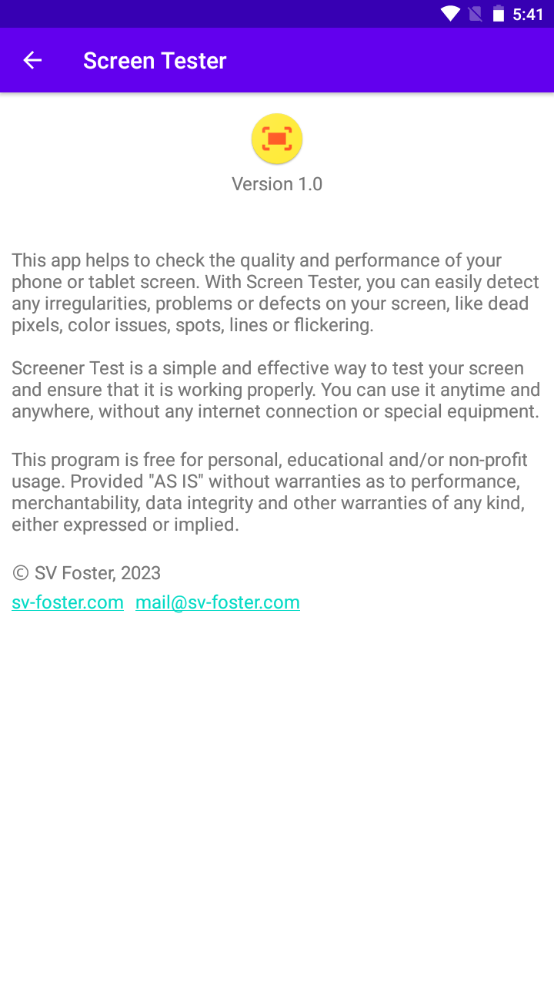 5:41
Screen Tester
Version 1.0
This app helps to check the quality and performance of your
phone or tablet screen. With Screen Tester, you can easily detect
any irregularities, problems or defects on your screen, like dead
pixels, color issues, spots, lines or flickering.
Screener Test is a simple and effective way to test your screen
and ensure that it is working properly. You can use it anytime and
anywhere, without any internet connection or special equipment.
This program is free for personal, educational and/or non-profit
usage. Provided "AS IS" without warranties as to performance,
merchantability, data integrity and other warranties of any kind,
either expressed or implied.
© SV Foster, 2023
sv-foster.com mail@sv-foster.com